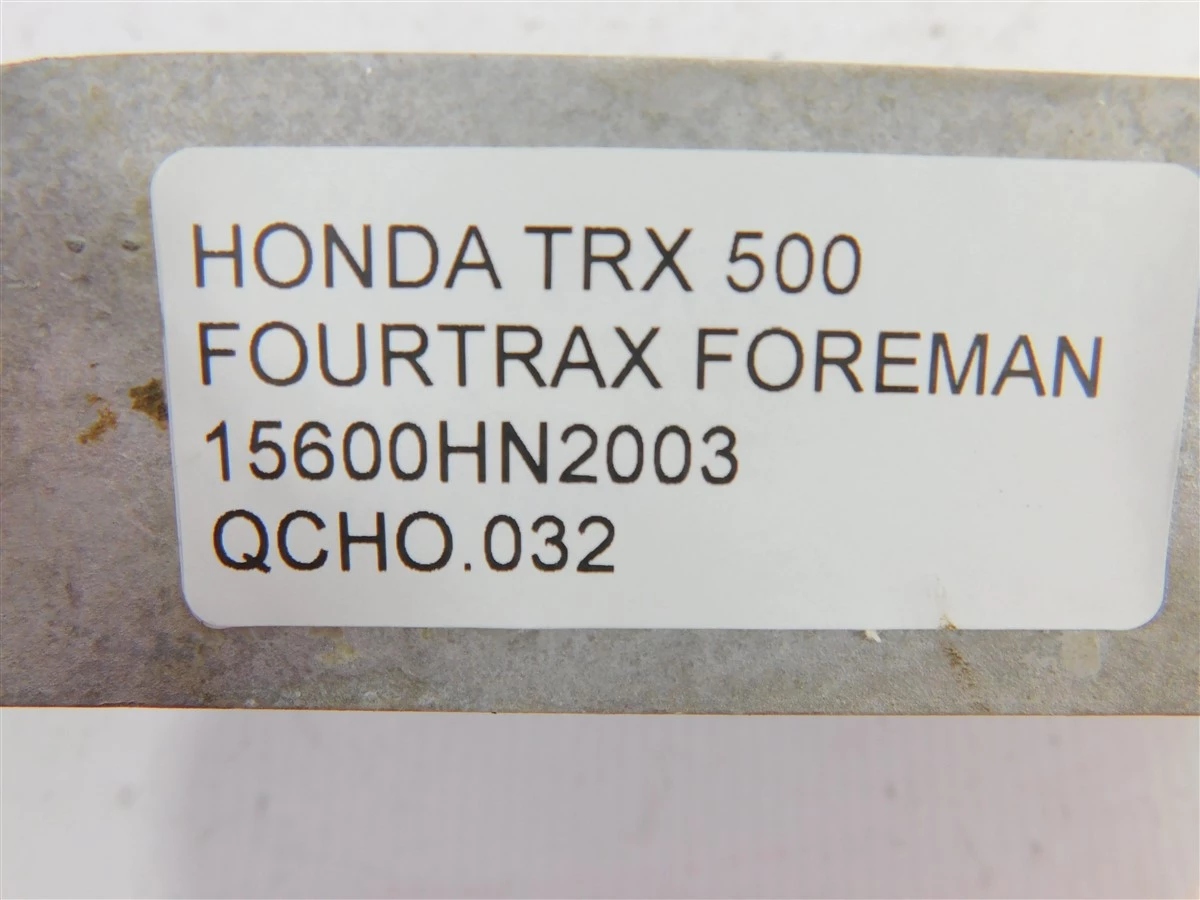 HONDA TRX 500
FOURTRAX FOREMAN
15600HN2003
QCHO.032